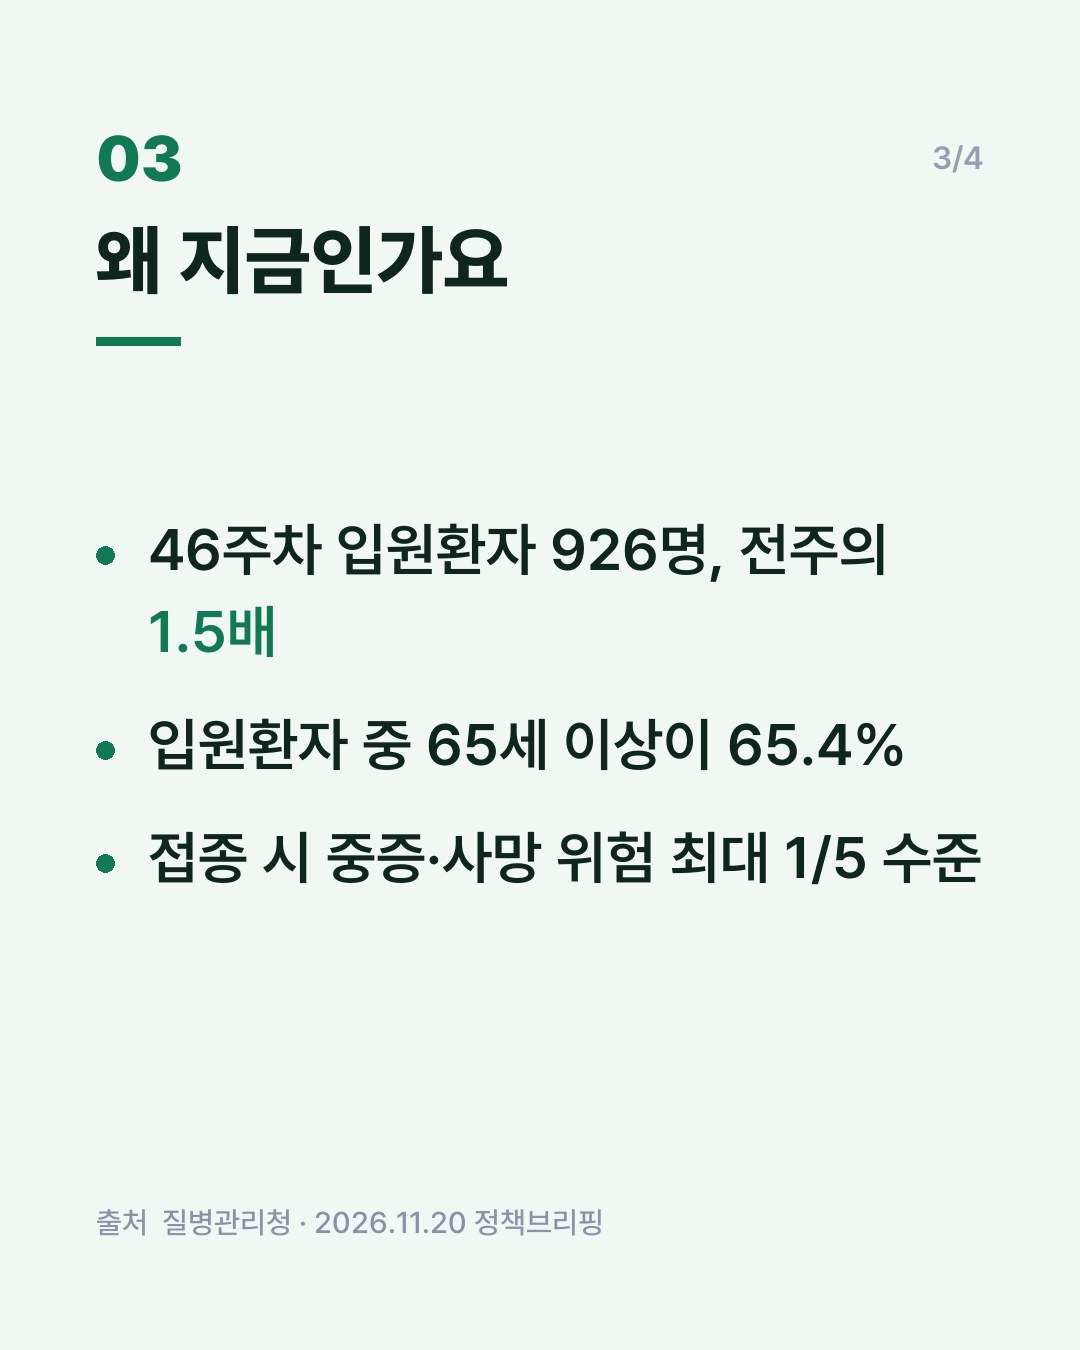 03
3/4
왜 지금인가요
46주차 입원환자 926명, 전주의
1.5배
입원환자 중 65세 이상이 65.4%
접종 시 중증·사망 위험 최대 1/5 수준
출처 질병관리청 · 2026.11.20 정책브리핑